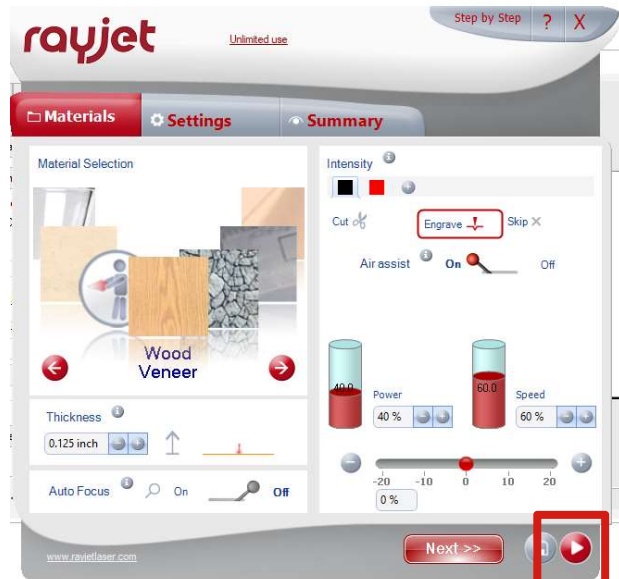 rayjet
Unlimited use
Step by Step ? X
Materials
Settings
Summary
Material Selection
Wood
Veneer
Thickness
0.125 inch
Auto Focus
On
Off
Intensity
Cut
Engrave
Skip
Air assist
On
Off
40.0
Power
40 %
60.0
Speed
60 %
-20 -10 0 10 20
0 %
www.rayjetlaser.com
Next >>